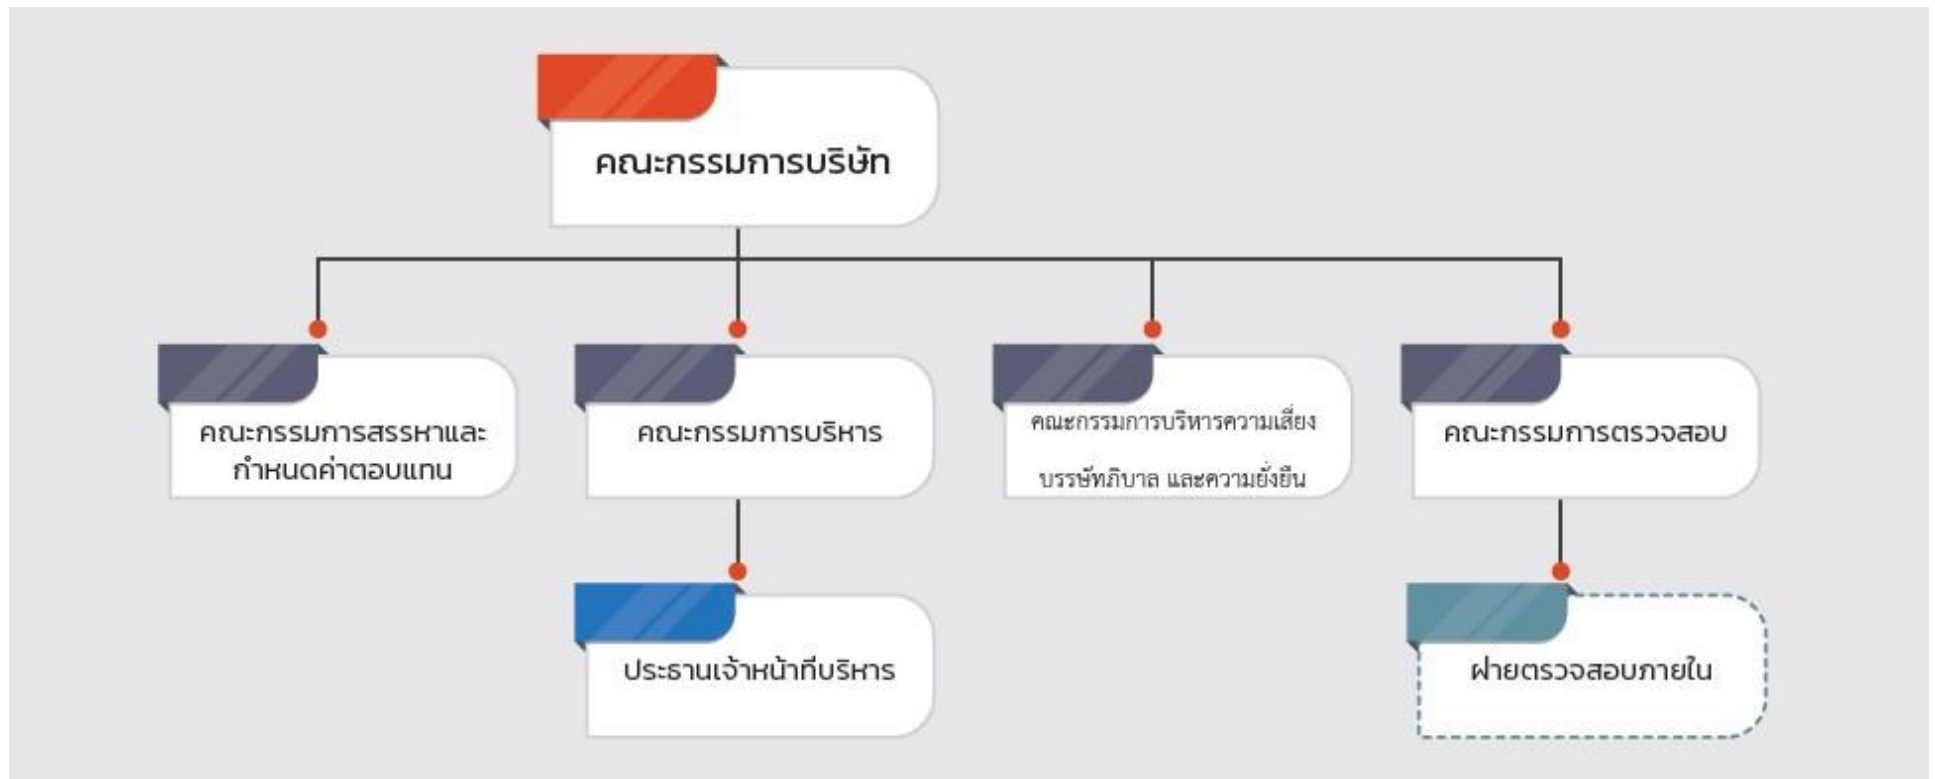 คณะกรรมการบริษัท
คณะกรรมการสรรหาและ
กำหนดค่าตอบแทน
คณะกรรมการบริหาร
คณะกรรมการบริหารความเสี่ยง
บรรษัทภิบาล และความยั่งยืน
คณะกรรมการตรวจสอบ
ประธานเจ้าหน้าที่บริหาร
ฝ่ายตรวจสอบภายใน